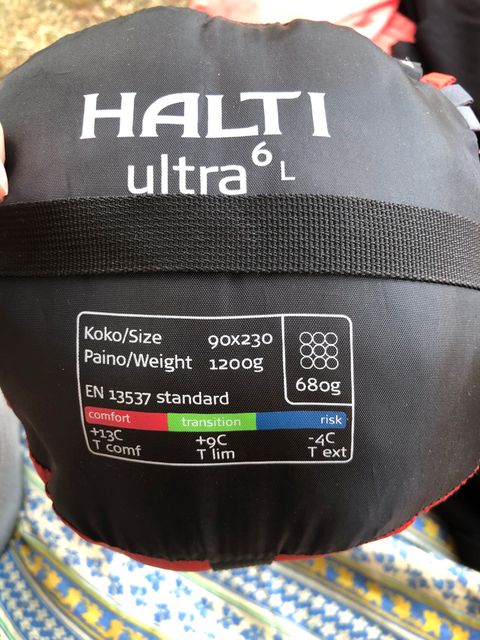 HALTI
ultra⁶ L
Koko/Size 90x230
Paino/Weight 1200g
680g
EN 13537 standard
comfort transition risk
+13C +9C -4C
T comf T lim T ext